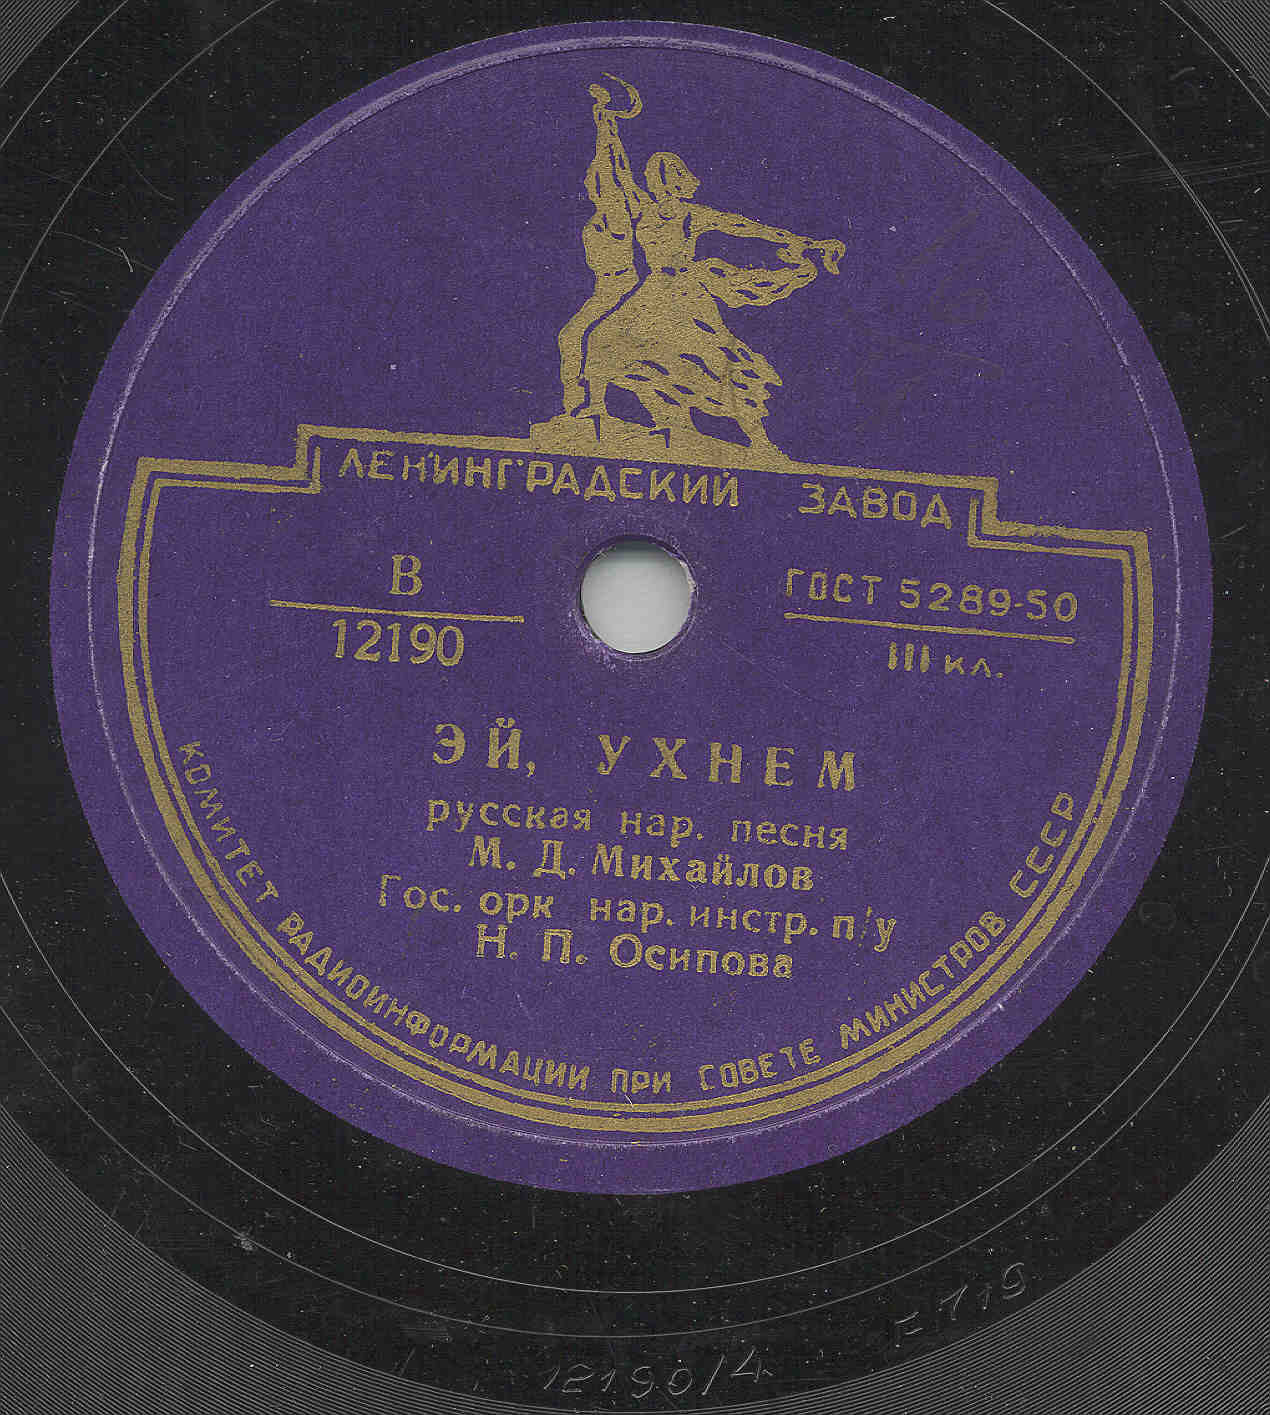 ЛЕНИНГРАДСКИЙ ЗАВОД
В
12190
ГОСТ 5289-50
III кл.
ЭЙ, УХНЕМ
русская нар. песня
М. Д. Михайлов
Гос. орк нар. инстр. п/у
Н. П. Осипова
КОМИТЕТ РАДИОИНФОРМАЦИИ ПРИ СОВЕТЕ МИНИСТРОВ СССР
12190/4